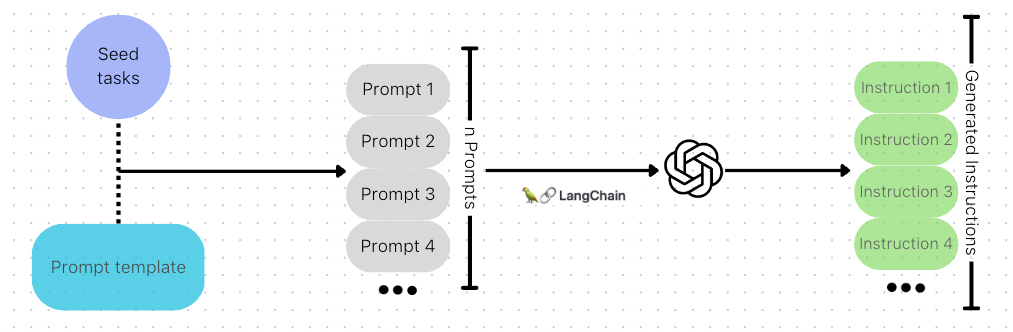 Seed
tasks
Prompt template
Prompt 1
Prompt 2
Prompt 3
Prompt 4
n Prompts
LangChain
Instruction 1
Instruction 2
Instruction 3
Instruction 4
Generated Instructions